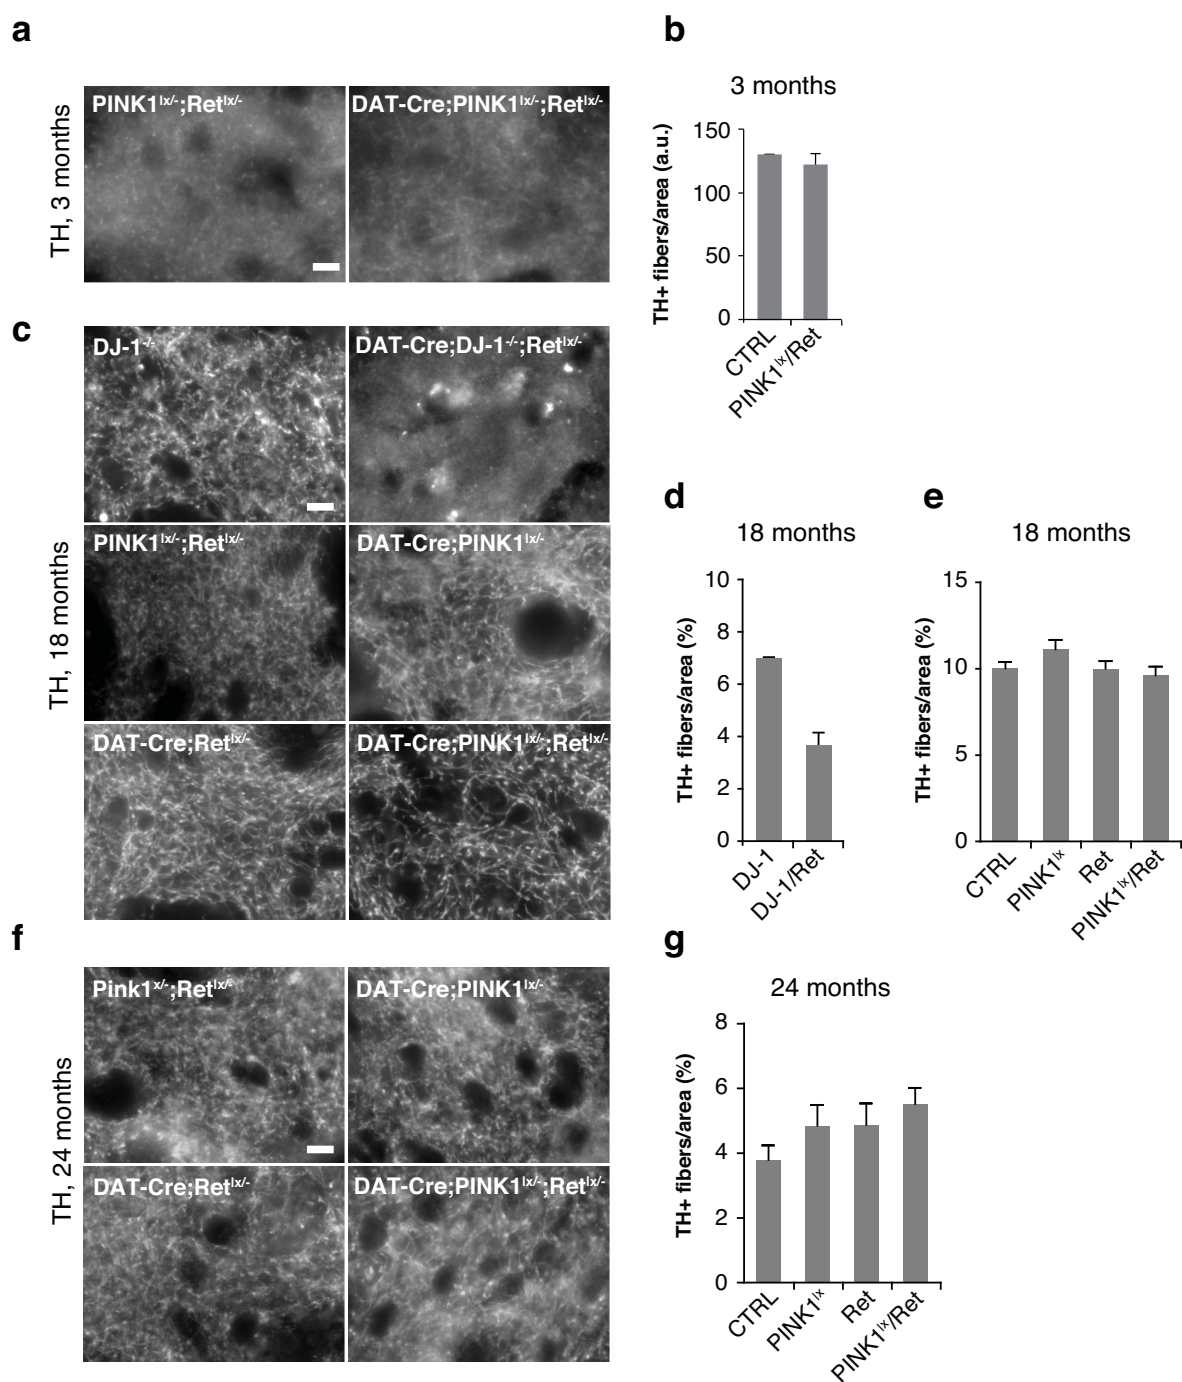 a
TH, 3 months
PINK1lx/-;Retlx/-
DAT-Cre;PINK1lx/-;Retlx/-
b
3 months
TH+ fibers/area (a.u.)
150
100
50
0
CTRL
PINK1lx/Ret
c
TH, 18 months
DJ-1-/-
DAT-Cre;DJ-1-/-;Retlx/-
PINK1lx/-;Retlx/-
DAT-Cre;PINK1lx/-
DAT-Cre;Retlx/-
DAT-Cre;PINK1lx/-;Retlx/-
d
18 months
TH+ fibers/area (%)
10
8
6
4
2
0
DJ-1
DJ-1/Ret
e
18 months
TH+ fibers/area (%)
15
10
5
0
CTRL
PINK1lx
Ret
PINK1lx/Ret
f
TH, 24 months
Pink1x/-;Retlx/-
DAT-Cre;PINK1lx/-
DAT-Cre;Retlx/-
DAT-Cre;PINK1lx/-;Retlx/-
g
24 months
TH+ fibers/area (%)
8
6
4
2
0
CTRL
PINK1lx
Ret
PINK1lx/Ret